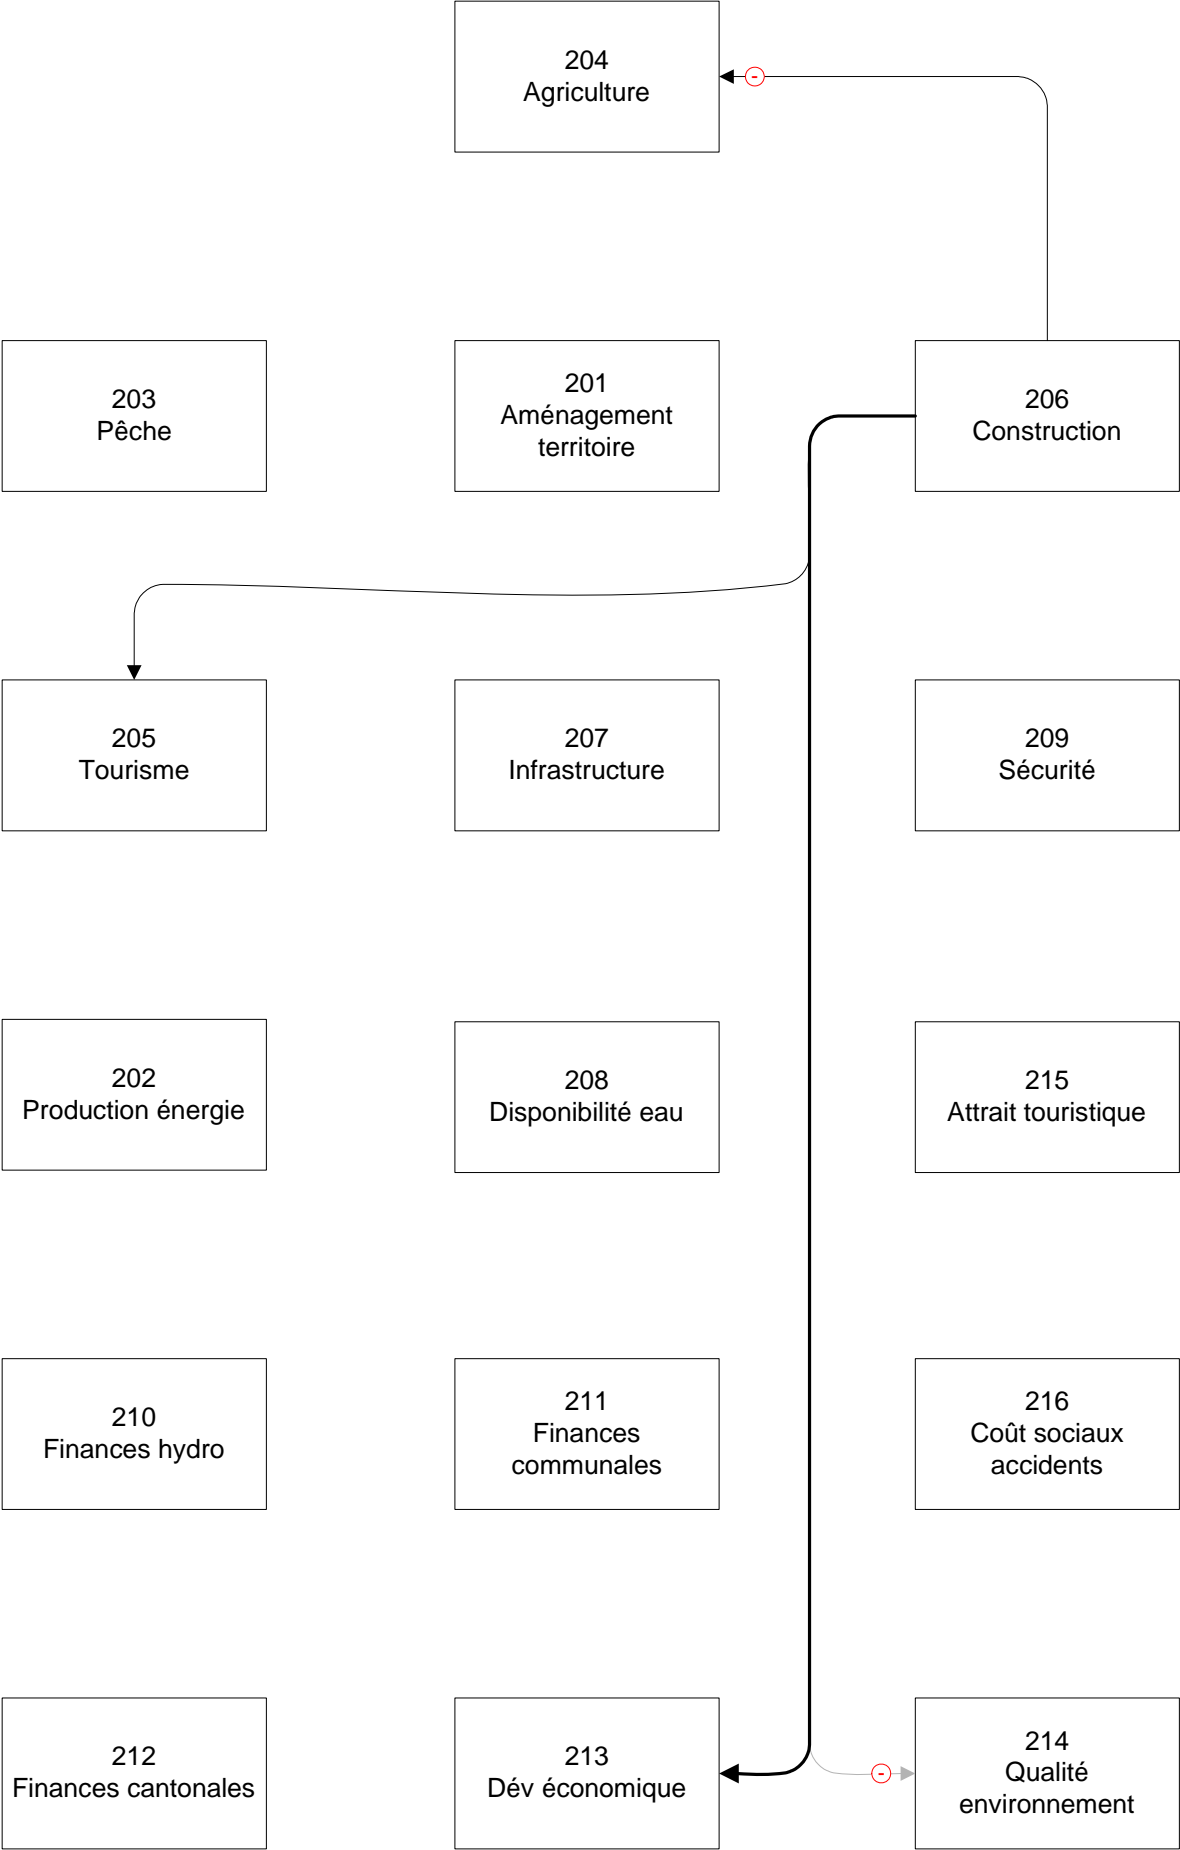 204
Agriculture
-
203
Pêche
201
Aménagement
territoire
206
Construction
205
Tourisme
207
Infrastructure
209
Sécurité
202
Production énergie
208
Disponibilité eau
215
Attrait touristique
210
Finances hydro
211
Finances
communales
216
Coût sociaux
accidents
212
Finances cantonales
213
Dév économique
-
214
Qualité
environnement